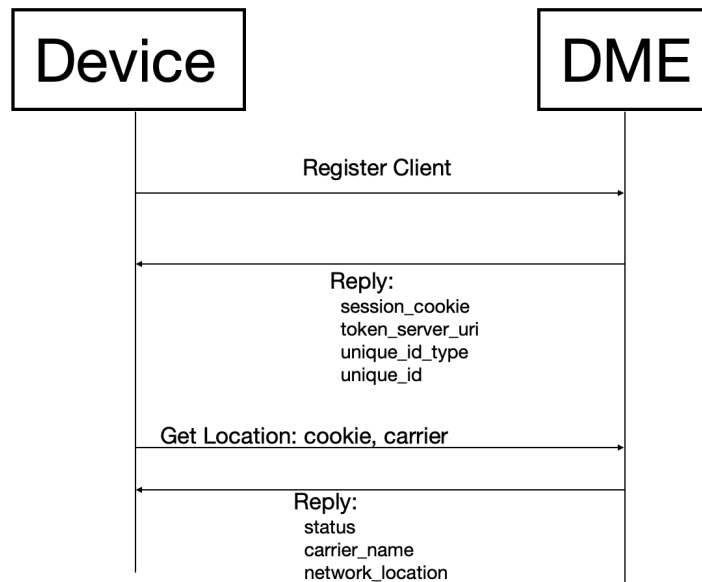 Device
DME
Register Client
Reply:
session_cookie
token_server_uri
unique_id_type
unique_id
Get Location: cookie, carrier
Reply:
status
carrier_name
network_location